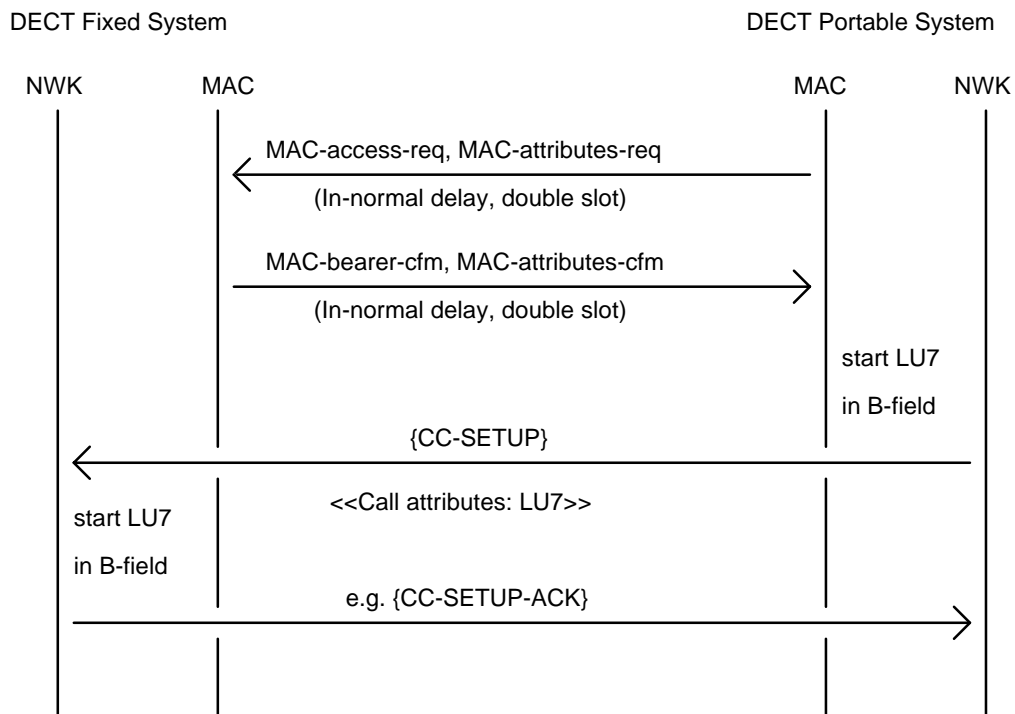 DECT Fixed System
DECT Portable System
NWK
MAC
MAC
NWK
MAC-access-req, MAC-attributes-req
(In-normal delay, double slot)
MAC-bearer-cfm, MAC-attributes-cfm
(In-normal delay, double slot)
start LU7
in B-field
{CC-SETUP}
<<Call attributes: LU7>>
start LU7
in B-field
e.g. {CC-SETUP-ACK}